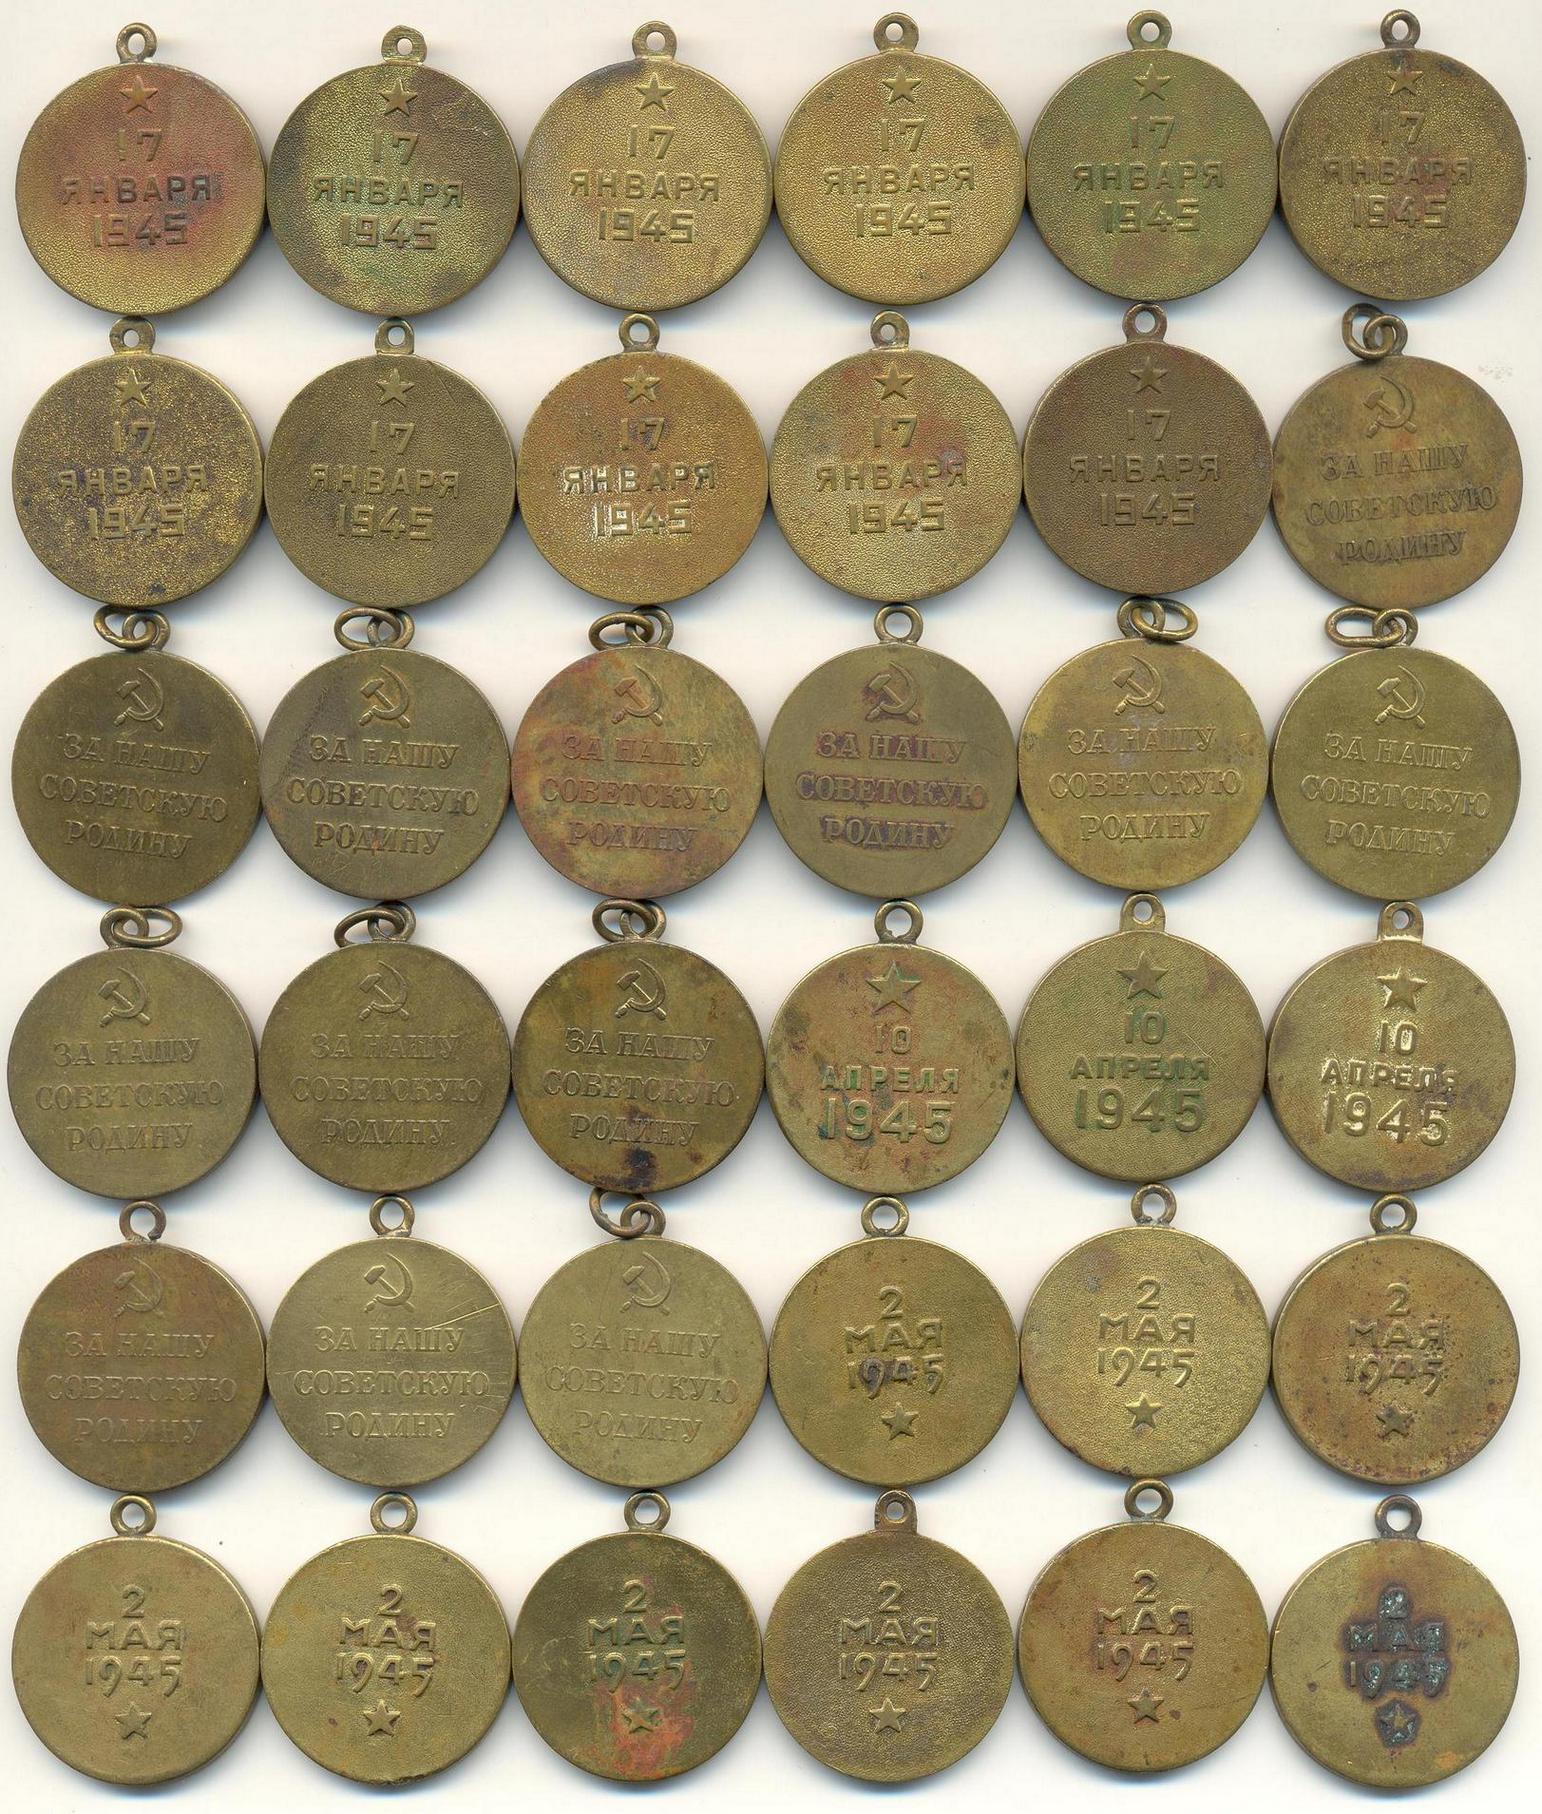 17
ЯНВАРЯ
1945
17
ЯНВАРЯ
1945
17
ЯНВАРЯ
1945
17
ЯНВАРЯ
1945
17
ЯНВАРЯ
1945
17
ЯНВАРЯ
1945
17
ЯНВАРЯ
1945
17
ЯНВАРЯ
1945
17
ЯНВАРЯ
1945
17
ЯНВАРЯ
1945
17
ЯНВАРЯ
1945
ЗА НАШУ
СОВЕТСКУЮ
РОДИНУ
ЗА НАШУ
СОВЕТСКУЮ
РОДИНУ
ЗА НАШУ
СОВЕТСКУЮ
РОДИНУ
ЗА НАШУ
СОВЕТСКУЮ
РОДИНУ
ЗА НАШУ
СОВЕТСКУЮ
РОДИНУ
ЗА НАШУ
СОВЕТСКУЮ
РОДИНУ
ЗА НАШУ
СОВЕТСКУЮ
РОДИНУ
ЗА НАШУ
СОВЕТСКУЮ
РОДИНУ
ЗА НАШУ
СОВЕТСКУЮ
РОДИНУ
ЗА НАШУ
СОВЕТСКУЮ
РОДИНУ
10
АПРЕЛЯ
1945
10
АПРЕЛЯ
1945
10
АПРЕЛЯ
1945
ЗА НАШУ
СОВЕТСКУЮ
РОДИНУ
ЗА НАШУ
СОВЕТСКУЮ
РОДИНУ
ЗА НАШУ
СОВЕТСКУЮ
РОДИНУ
2
МАЯ
1945
2
МАЯ
1945
2
МАЯ
1945
2
МАЯ
1945
2
МАЯ
1945
2
МАЯ
1945
2
МАЯ
1945
2
МАЯ
1945
2
МАЯ
1945